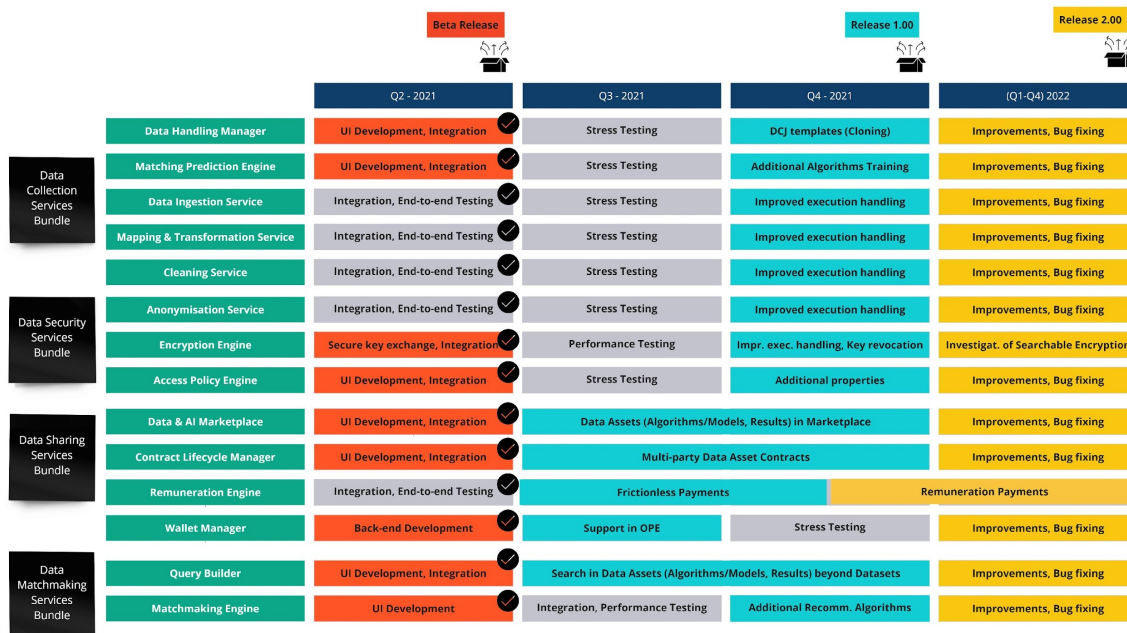 Beta Release
Release 1.00
Release 2.00
Q2 - 2021
Q3 - 2021
Q4 - 2021
(Q1-Q4) 2022
Data
Collection
Services
Bundle
Data Handling Manager
UI Development, Integration
Stress Testing
DCJ templates (Cloning)
Improvements, Bug fixing
Matching Prediction Engine
UI Development, Integration
Stress Testing
Additional Algorithms Training
Improvements, Bug fixing
Data Ingestion Service
Integration, End-to-end Testing
Stress Testing
Improved execution handling
Improvements, Bug fixing
Mapping & Transformation Service
Integration, End-to-end Testing
Stress Testing
Improved execution handling
Improvements, Bug fixing
Cleaning Service
Integration, End-to-end Testing
Stress Testing
Improved execution handling
Improvements, Bug fixing
Data Security
Services
Bundle
Anonymisation Service
Integration, End-to-end Testing
Stress Testing
Improved execution handling
Improvements, Bug fixing
Encryption Engine
Secure key exchange, Integration
Performance Testing
Impr. exec. handling, Key revocation
Investigat. of Searchable Encryption
Access Policy Engine
UI Development, Integration
Stress Testing
Additional properties
Improvements, Bug fixing
Data Sharing
Services
Bundle
Data & AI Marketplace
UI Development, Integration
Data Assets (Algorithms/Models, Results) in Marketplace
Improvements, Bug fixing
Contract Lifecycle Manager
UI Development, Integration
Multi-party Data Asset Contracts
Improvements, Bug fixing
Remuneration Engine
Integration, End-to-end Testing
Frictionless Payments
Remuneration Payments
Wallet Manager
Back-end Development
Support in OPE
Stress Testing
Improvements, Bug fixing
Data
Matchmaking
Services
Bundle
Query Builder
UI Development, Integration
Search in Data Assets (Algorithms/Models, Results) beyond Datasets
Improvements, Bug fixing
Matchmaking Engine
UI Development
Integration, Performance Testing
Additional Recomm. Algorithms
Improvements, Bug fixing